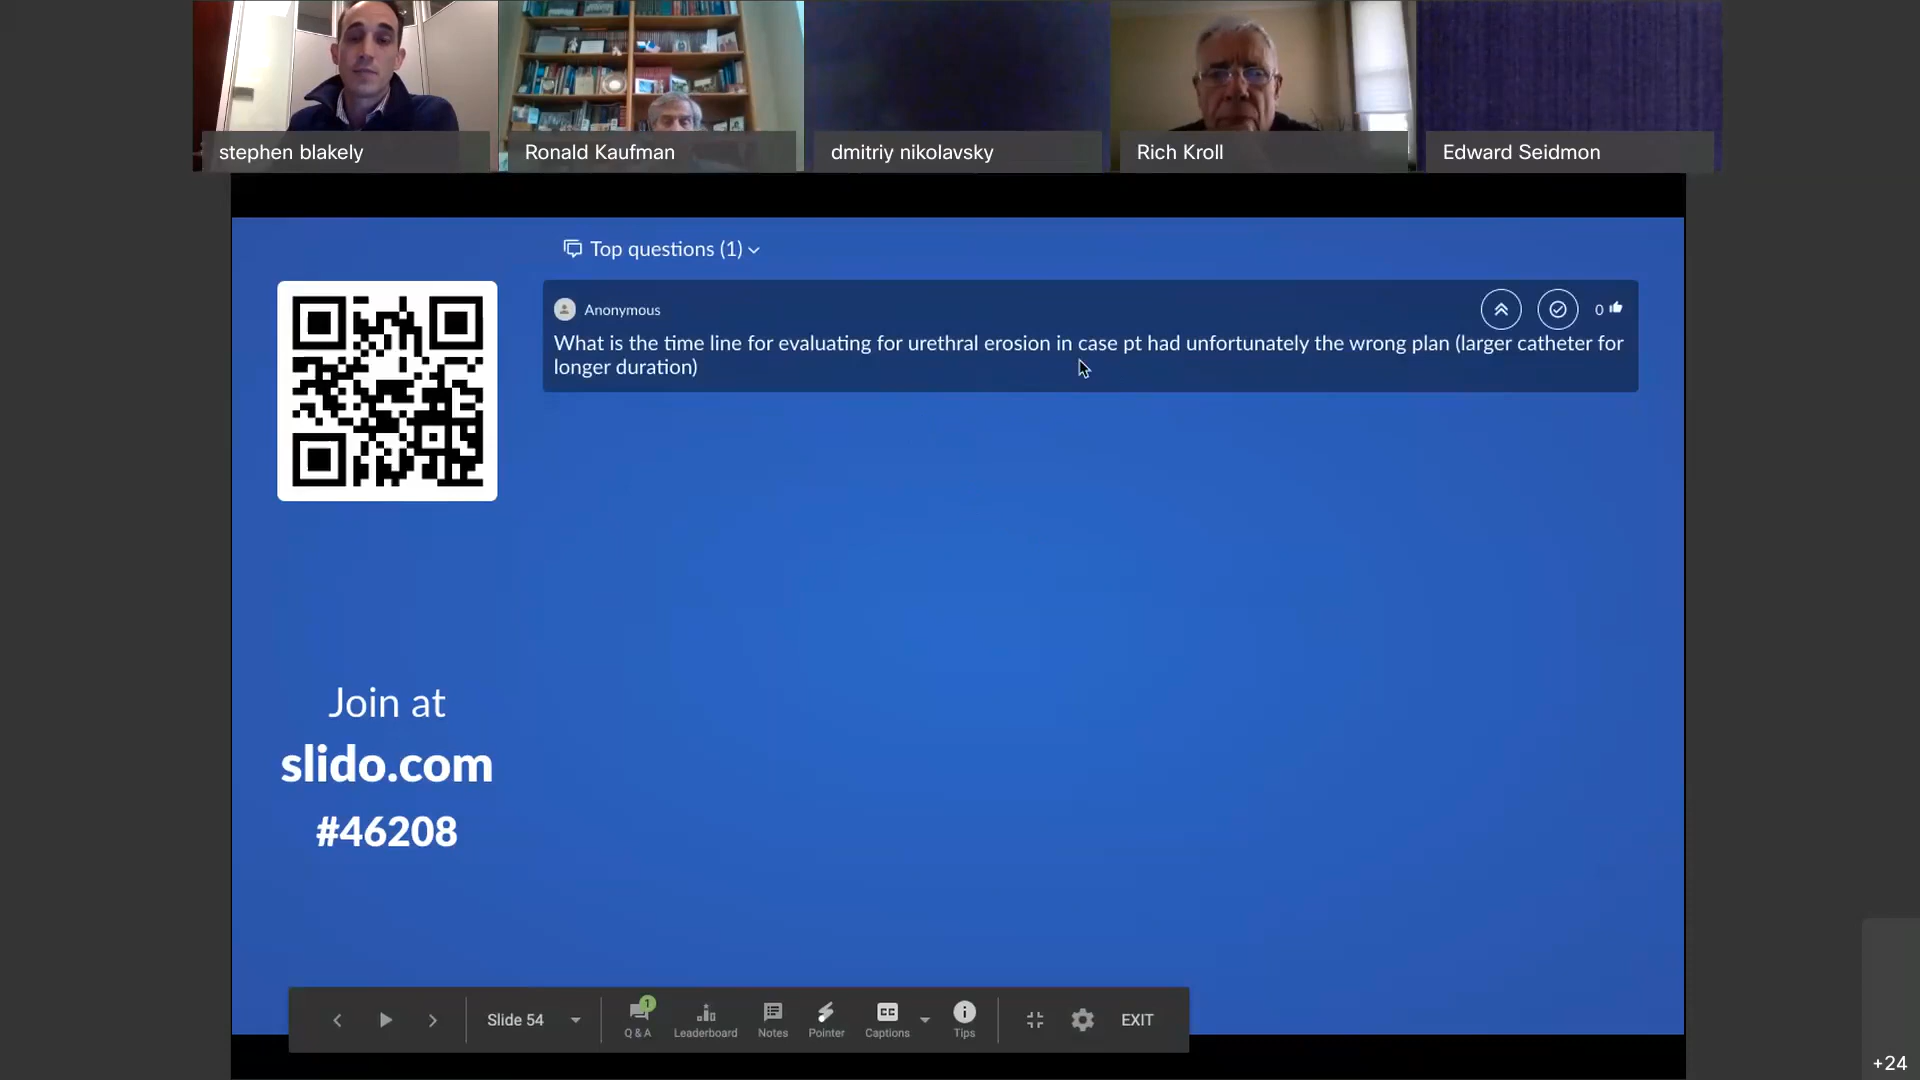 stephen blakely
Ronald Kaufman
dmitriy nikolavsky
Rich Kroll
Edward Seidmon
Top questions (1)
Anonymous
0
What is the time line for evaluating for urethral erosion in case pt had unfortunately the wrong plan (larger catheter for
longer duration)
Join at
slido.com
#46208
Slide 54
1
Q & A
Leaderboard
Notes
Pointer
CC
Captions
Tips
EXIT
+24